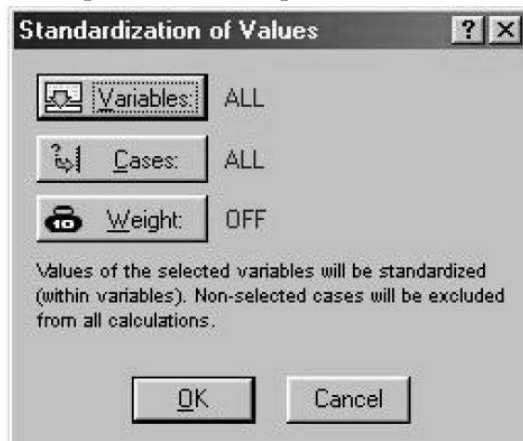 Standardization of Values
Variables: ALL
Cases: ALL
Weight: OFF
Values of the selected variables will be standardized
(within variables). Non-selected cases will be excluded
from all calculations.
OK Cancel